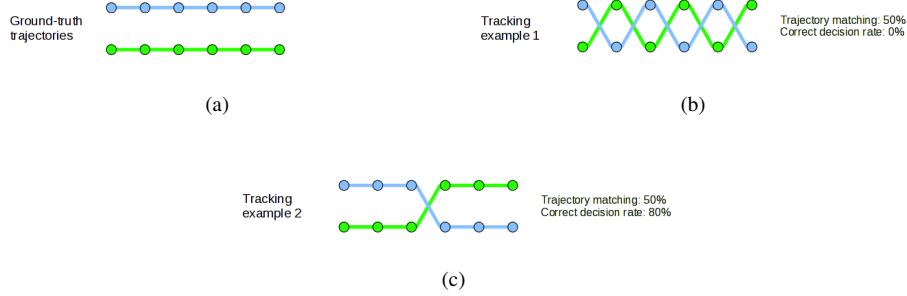 Ground-truth
trajectories
(a)
Tracking
example 1
Trajectory matching: 50%
Correct decision rate: 0%
(b)
Tracking
example 2
Trajectory matching: 50%
Correct decision rate: 80%
(c)